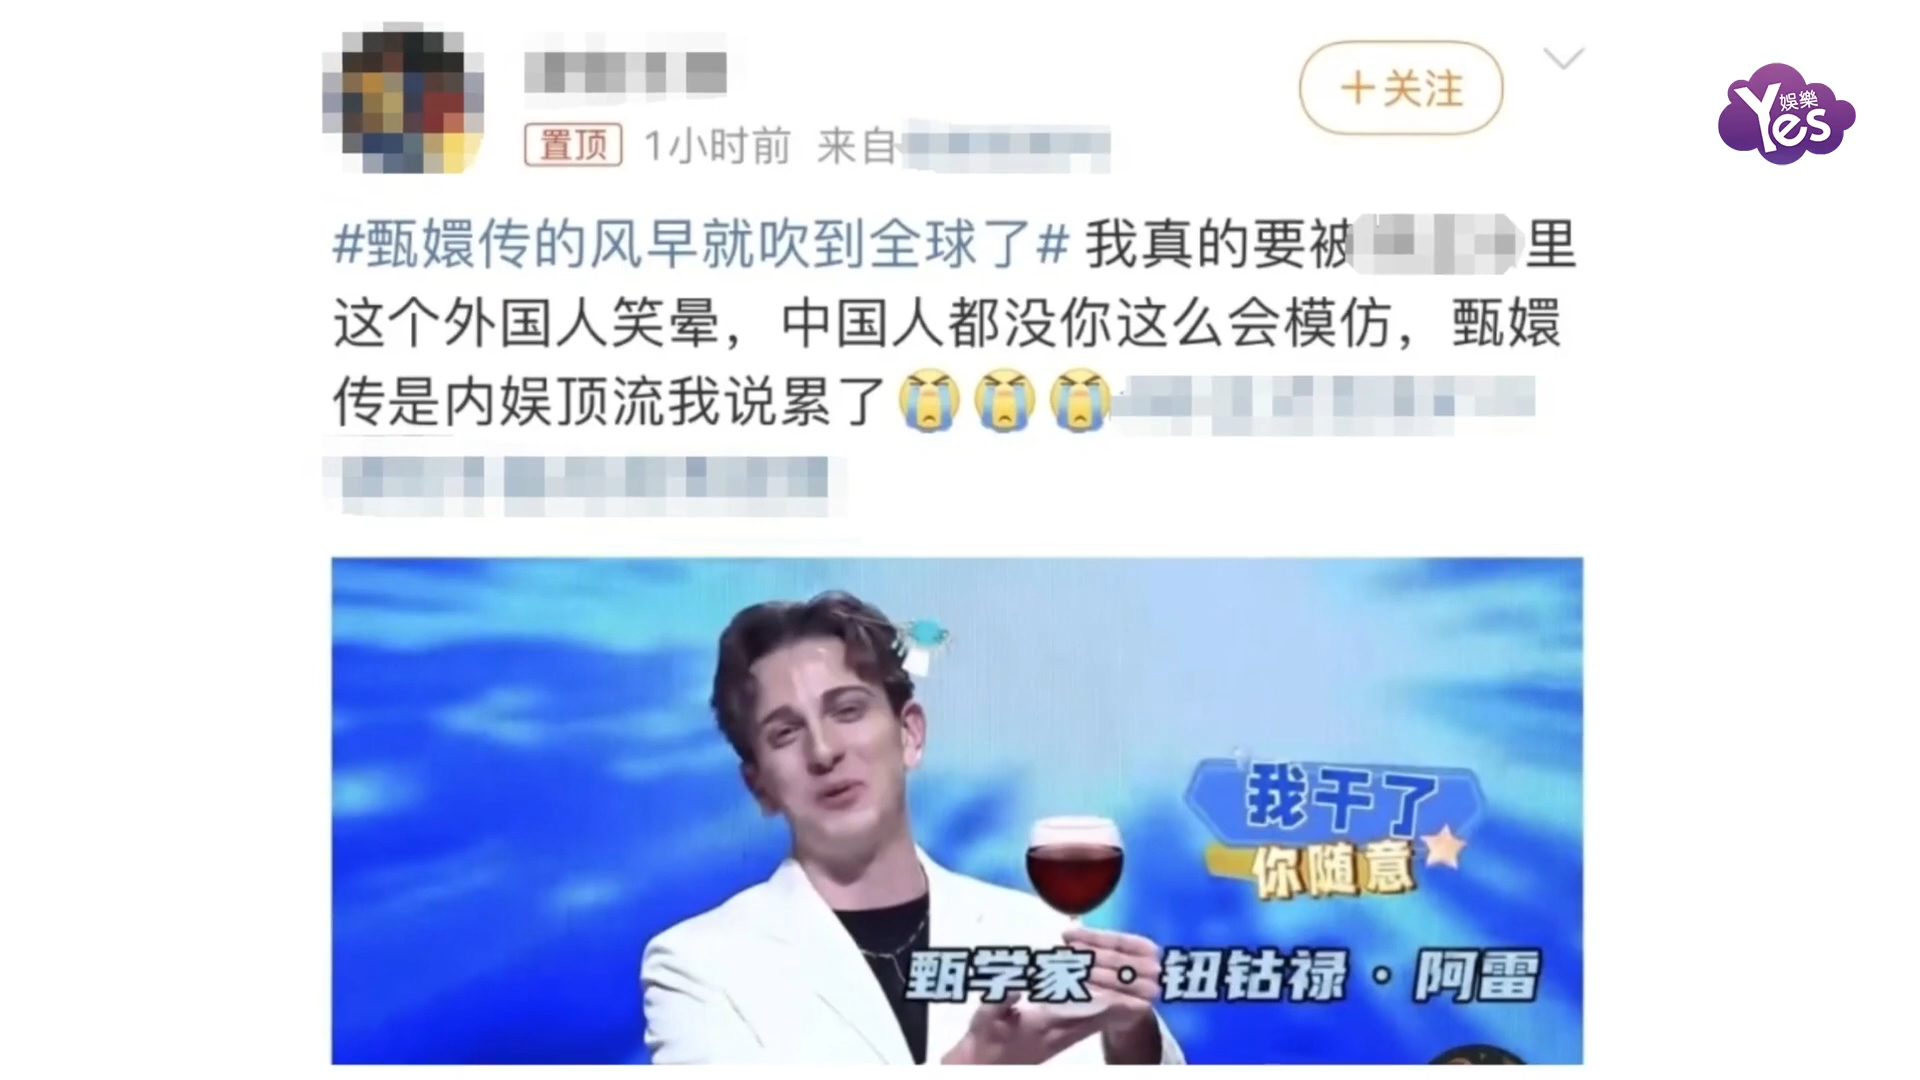 +关注
置顶 1小时前 来自
Yes 娛樂
#甄嬛传的风早就吹到全球了# 我真的要被 里
这个外国人笑晕，中国人都没你这么会模仿，甄嬛
传是内娱顶流我说累了😭😭😭
我干了
你随意
甄学家·钮钴禄·阿雷